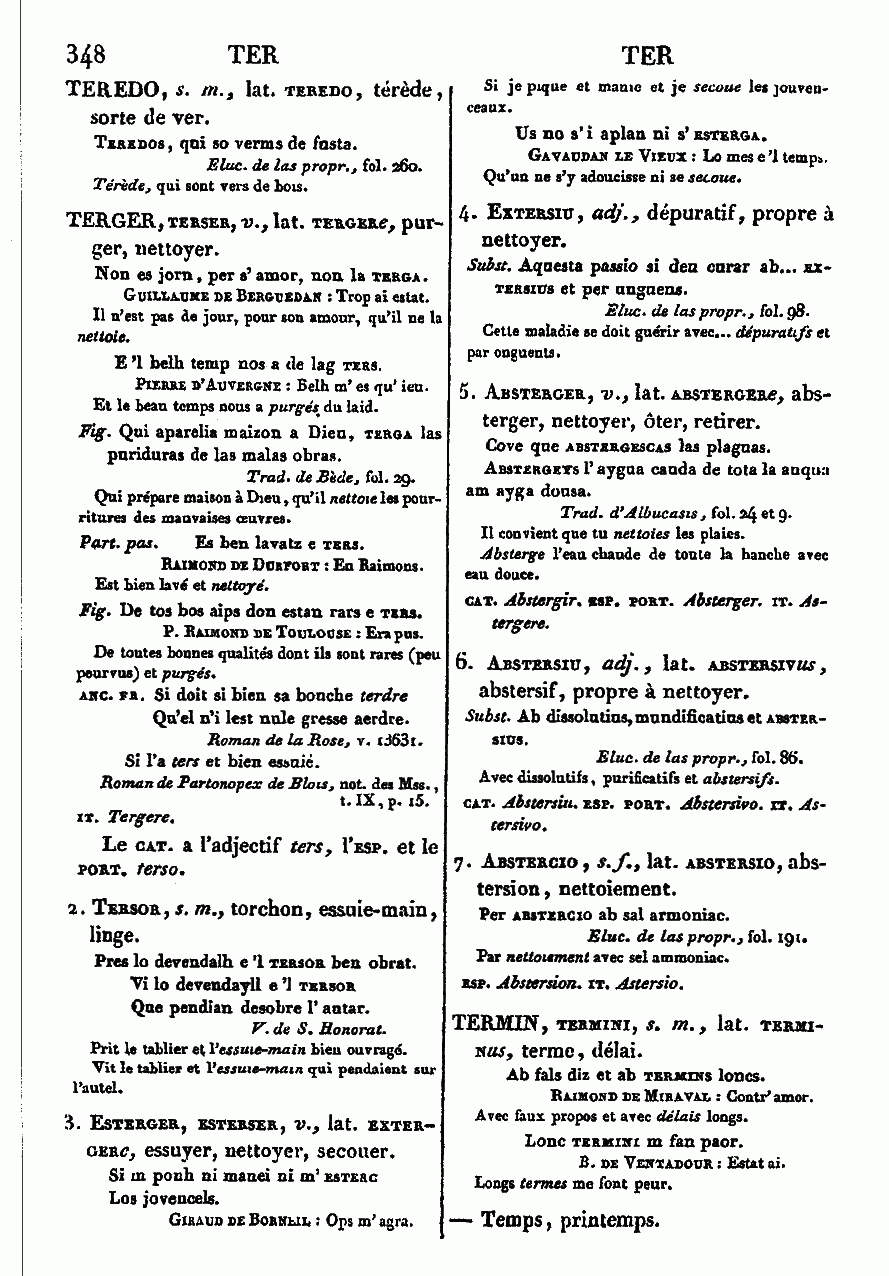 348 TER TER
TEREDO, s. m., lat. TEREDO, térède,
sorte de ver.
TEREDOS, qui so verms de fusta.
Eluc. de las propr., fol. 260.
Térède, qui sont vers de bois.
TERGER, TERSER, v., lat. TERGERe, pur-
ger, nettoyer.
Non es jorn, per s' amor, non la TERGA.
GUILLAUME DE BERGUEDAN : Trop ai estat.
Il n'est pas de jour, pour son amour, qu'il ne la
nettoie.
E 'l belh temp nos a de lag TERS.
PIERRE D'AUVERGNE : Belh m' es qu' ieu.
Et le beau temps nous a purgés du laid.
Fig. Qui aparelia maizon a Dieu, TERGA las
puriduras de las malas obras.
Trad. de Bède, fol. 29.
Qui prépare maison à Dieu, qu'il nettoie les pour-
ritures des mauvaises œuvres.
Part. pas. Es ben lavatz e TERS.
RAIMOND DE DURFORT : En Raimons.
Est bien lavé et nettoyé.
Fig. De tos bos aips don estan rars e TERS.
P. RAIMOND DE TOULOUSE : Era pus.
De toutes bonnes qualités dont ils sont rares (peu
pourvus) et purgés.
ANC. FR. Si doit si bien sa bouche terdre
Qu'el n'i lest nule gresse aerdre.
Roman de la Rose, v. 13631.
Si l'a ters et bien essuié.
Roman de Partonopex de Blois, not. des Mss.,
t. IX, p. 15.
IT. Tergere.
Le CAT. a l'adjectif ters, l'ESP. et le
PORT. terso.
2. TERSOR, s. m., torchon, essuie-main,
linge.
Pres lo devendalh e 'l TERSOR ben obrat.
Vi lo devendayll e 'l TERSOR
Que pendian desobre l' autar.
V. de S. Honorat.
Prit le tablier et l'essuie-main bien ouvragé.
Vit le tablier et l'essuie-main qui pendaient sur
l'autel.
3. ESTERGER, ESTERSER, v., lat. EXTER-
GERe, essuyer, nettoyer, secouer.
Si m ponh ni manei ni m' ESTERC
Los jovencels.
GIRAUD DE BORNEIL : Ops m' agra.
Si je pique et manie et je secoue les jouven-
ceaux.
Us no s' i aplan ni s' ESTERGA.
GAVAUDAN LE VIEUX : Lo mes e 'l temps.
Qu'un ne s'y adoucisse ni se secoue.
4. EXTERSIU, adj., dépuratif, propre à
nettoyer.
Subst. Aquesta passio si deu curar ab... EX-
TERSIUS et per unguens.
Eluc. de las propr., fol. 98.
Cette maladie se doit guérir avec... dépuratifs et
par onguents.
5. ABSTERGER, v., lat. ABSTERGERe, abs-
terger, nettoyer, ôter, retirer.
Cove que ABSTERGESCAS las plaguas.
ABSTERGETS l' aygua cauda de tota la anqua
am ayga dousa.
Trad. d'Albucasis, fol. 24 et 9.
Il convient que tu nettoies les plaies.
Absterge l'eau chaude de toute la hanche avec
eau douce.
CAT. Abstergir. ESP. PORT. Absterger. IT. As-
tergere.
6. ABSTERSIU, adj., lat. ABSTERSIVus,
abstersif, propre à nettoyer.
Subst. Ab dissolutius, mundificatius et ABSTER-
SIUS.
Eluc. de las propr., fol. 86.
Avec dissolutifs, purificatifs et abstersifs.
CAT. Abstersiu. ESP. PORT. Abstersivo. IT. As-
tersivo.
7. ABSTERCIO, s. f., lat. ABSTERSIO, abs-
tersion, nettoiement.
Per ABSTERCIO ab sal armoniac.
Eluc. de las propr., fol. 191.
Par nettoiement avec sel ammoniac.
ESP. Abstersion. IT. Astersio.
TERMIN, TERMINI, s. m., lat. TERMI-
Nus, terme, délai.
Ab fals diz et ab TERMINS loncs.
RAIMOND DE MIRAVAL : Contr' amor.
Avec faux propos et avec délais longs.
Lonc TERMINI m fan paor.
B. DE VENTADOUR : Estat ai.
Longs termes me font peur.
— Temps, printemps.